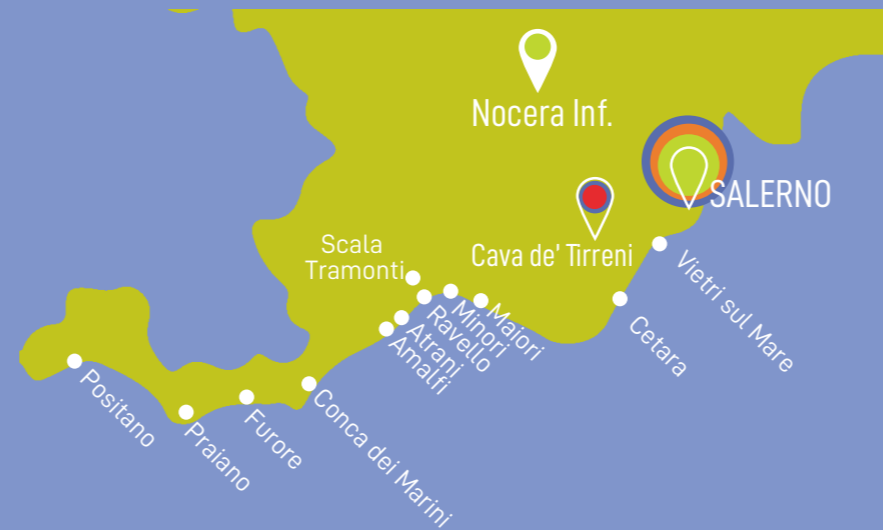 Nocera Inf.
SALERNO
Cava de' Tirreni
Scala
Tramonti
Vietri sul Mare
Cetara
Maiori
Minori
Ravello
Atrani
Amalfi
Conca dei Marini
Furore
Praiano
Positano